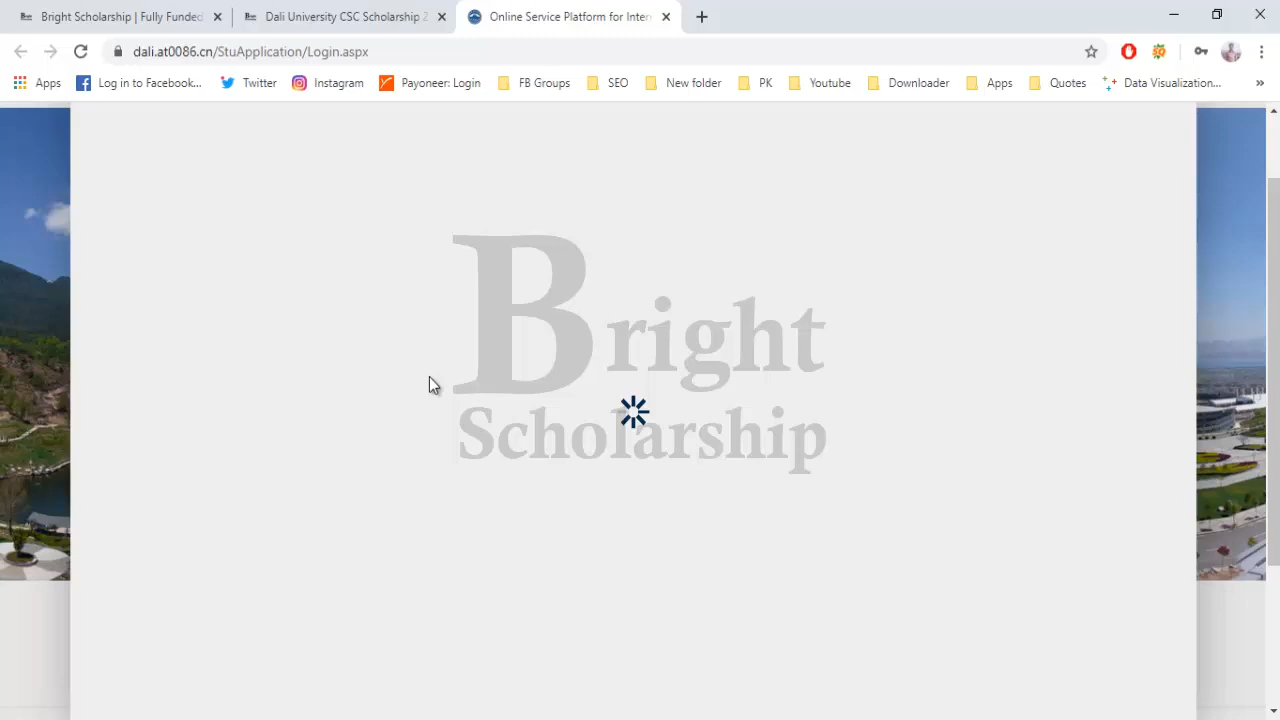 Bright Scholarship | Fully Funded
Dali University CSC Scholarship 2
Online Service Platform for Inter
dali.at0086.cn/StuApplication/Login.aspx
Apps
Log in to Facebook...
Twitter
Instagram
Payoneer: Login
FB Groups
SEO
New folder
PK
Youtube
Downloader
Apps
Quotes
Data Visualization...
»
Bright
Scholarship